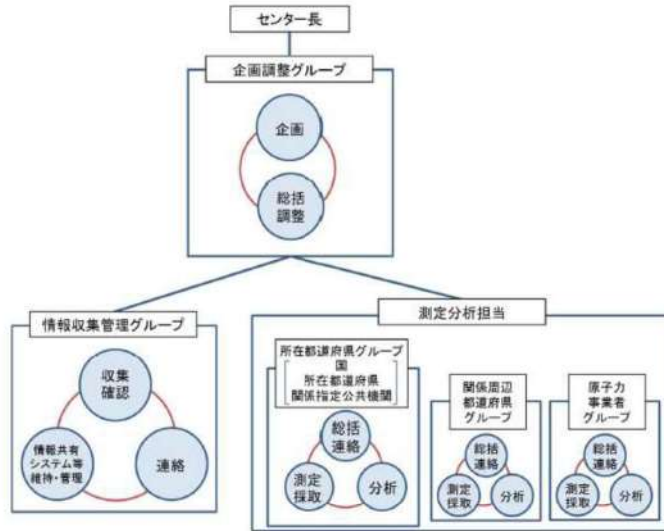 センター長
企画調整グループ
企画
総括
調整
情報収集管理グループ
収集
確認
情報共有
システム等
維持・管理
連絡
測定分析担当
所在都道府県グループ
国
所在都道府県
関係指定公共機関
総括
連絡
測定
採取
分析
関係周辺
都道府県
グループ
総括
連絡
測定
採取
分析
原子力
事業者
グループ
総括
連絡
測定
採取
分析